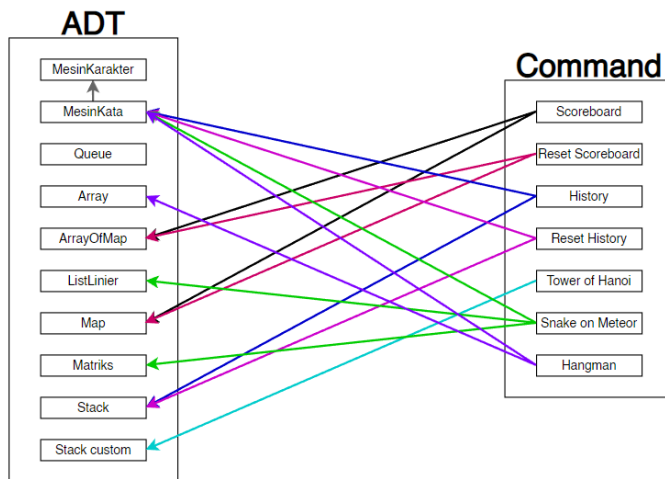 ADT
MesinKarakter
MesinKata
Queue
Array
ArrayOfMap
ListLinier
Map
Matriks
Stack
Stack custom
Command
Scoreboard
Reset Scoreboard
History
Reset History
Tower of Hanoi
Snake on Meteor
Hangman